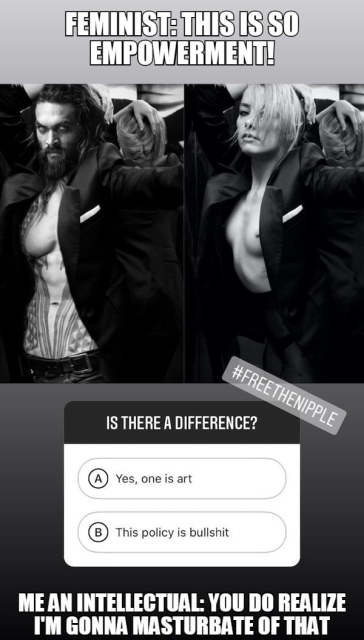 FEMINIST: THIS IS SO
EMPOWERMENT!
#FREETHENIPPLE
IS THERE A DIFFERENCE?
A Yes, one is art
B This policy is bullshit
ME AN INTELLECTUAL: YOU DO REALIZE
I'M GONNA MASTURBATE OF THAT